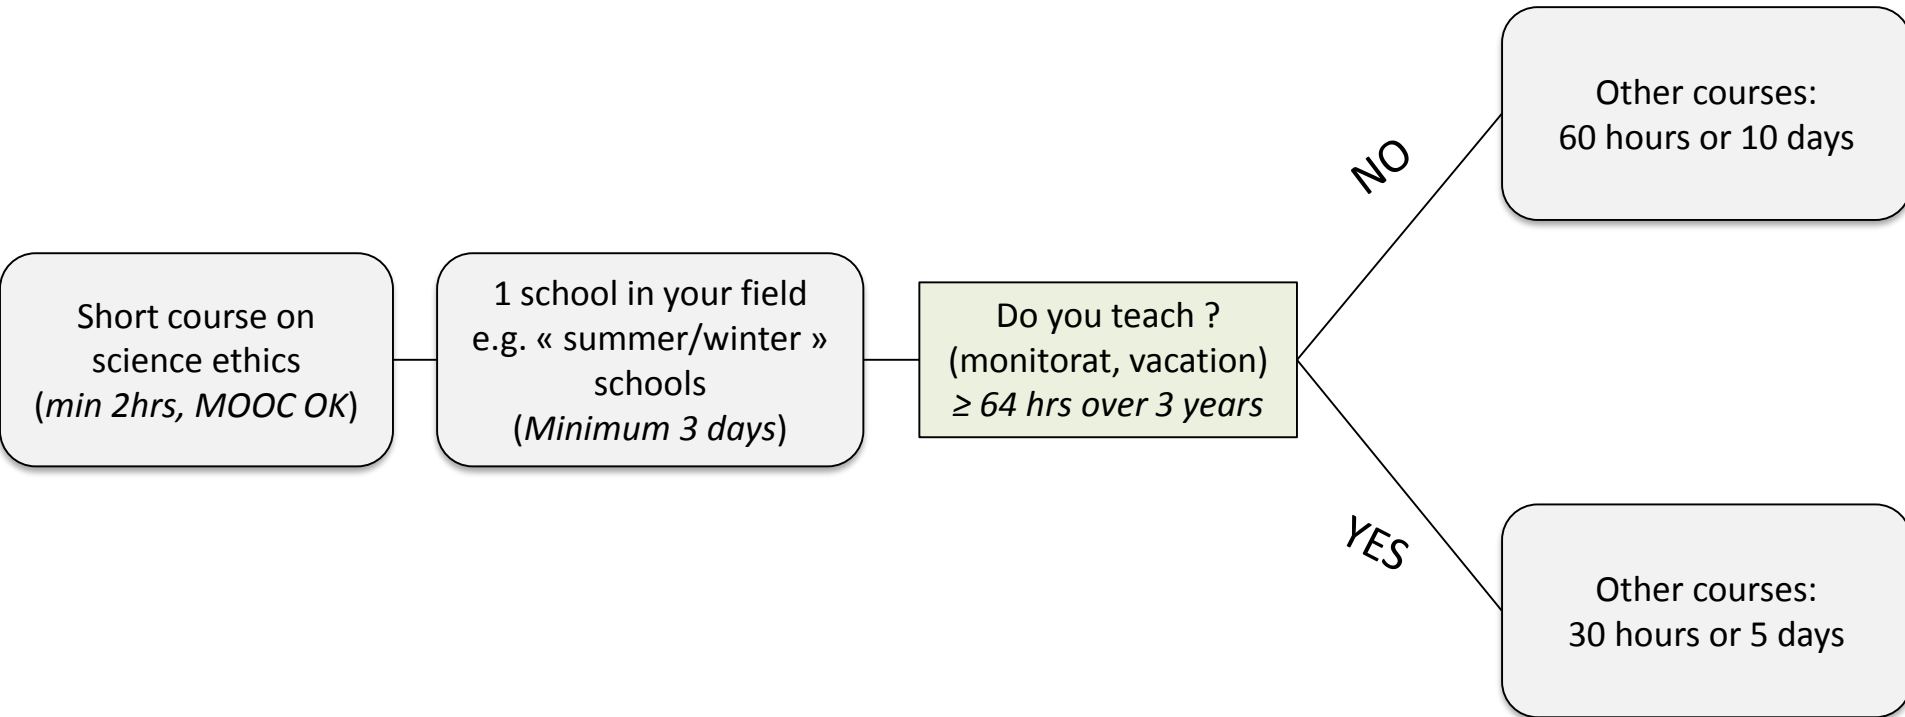 Short course on
science ethics
(min 2hrs, MOOC OK)
1 school in your field
e.g. « summer/winter »
schools
(Minimum 3 days)
Do you teach ?
(monitorat, vacation)
≥ 64 hrs over 3 years
NO
Other courses:
60 hours or 10 days
YES
Other courses:
30 hours or 5 days